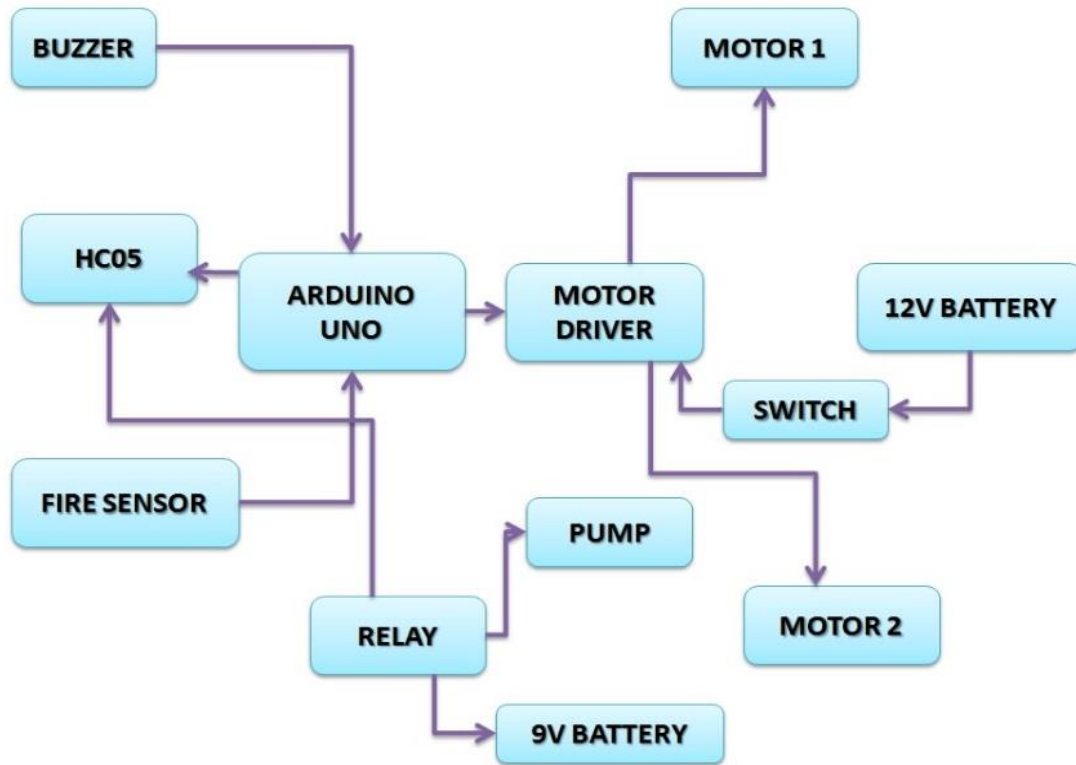 BUZZER
MOTOR 1
HC05
ARDUINO
UNO
MOTOR
DRIVER
12V BATTERY
SWITCH
FIRE SENSOR
PUMP
RELAY
MOTOR 2
9V BATTERY